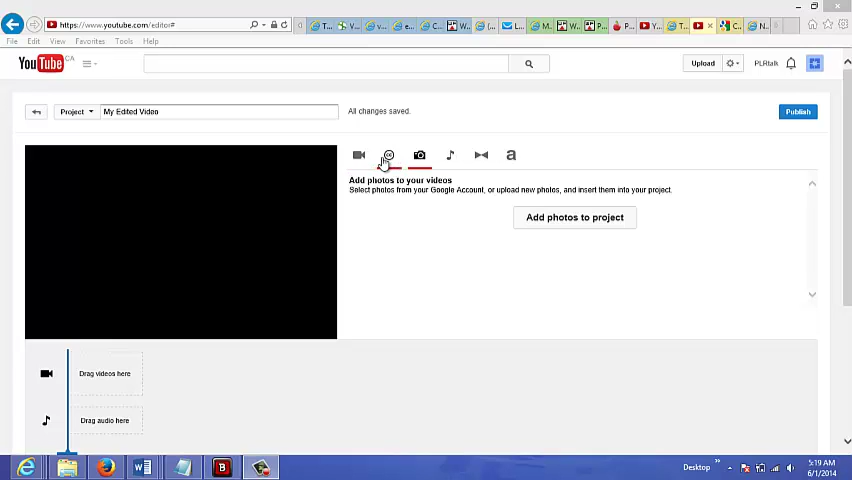 https://www.youtube.com/editor#
File Edit View Favorites Tools Help
YouTube CA
Upload
PLRtalk
Project
My Edited Video
All changes saved.
Publish
cc
a
Add photos to your videos
Select photos from your Google Account, or upload new photos, and insert them into your project.
Add photos to project
Drag videos here
Drag audio here
Desktop
5:19 AM
6/1/2014